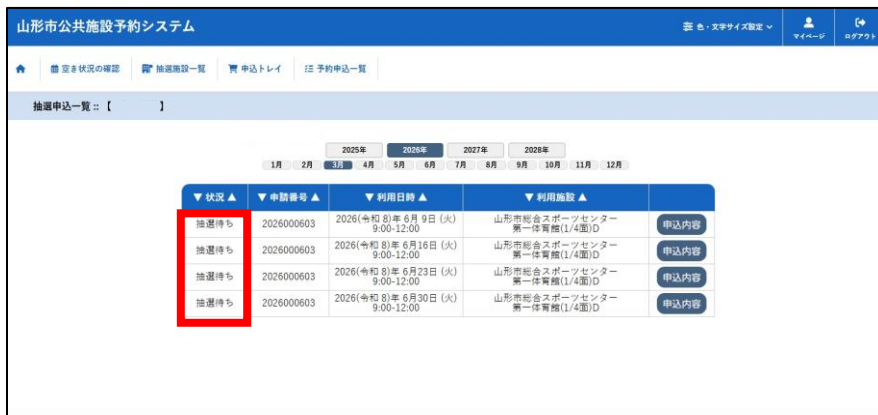 山形市公共施設予約システム
色・文字サイズ設定
マイページ
ログアウト
空き状況の確認 抽選施設一覧 申込トレイ 予約申込一覧
抽選申込一覧 :: 【 】
2025年 2026年 2027年 2028年
1月 2月 3月 4月 5月 6月 7月 8月 9月 10月 11月 12月
▼ 状況 ▲ ▼ 申請番号 ▲ ▼ 利用日時 ▲ ▼ 利用施設 ▲
抽選待ち 2026000603 2026(令和 8)年 6月 9日 (火) 山形市総合スポーツセンター 申込内容
9:00-12:00 第一体育館(1/4面)D
抽選待ち 2026000603 2026(令和 8)年 6月16日 (火) 山形市総合スポーツセンター 申込内容
9:00-12:00 第一体育館(1/4面)D
抽選待ち 2026000603 2026(令和 8)年 6月23日 (火) 山形市総合スポーツセンター 申込内容
9:00-12:00 第一体育館(1/4面)D
抽選待ち 2026000603 2026(令和 8)年 6月30日 (火) 山形市総合スポーツセンター 申込内容
9:00-12:00 第一体育館(1/4面)D